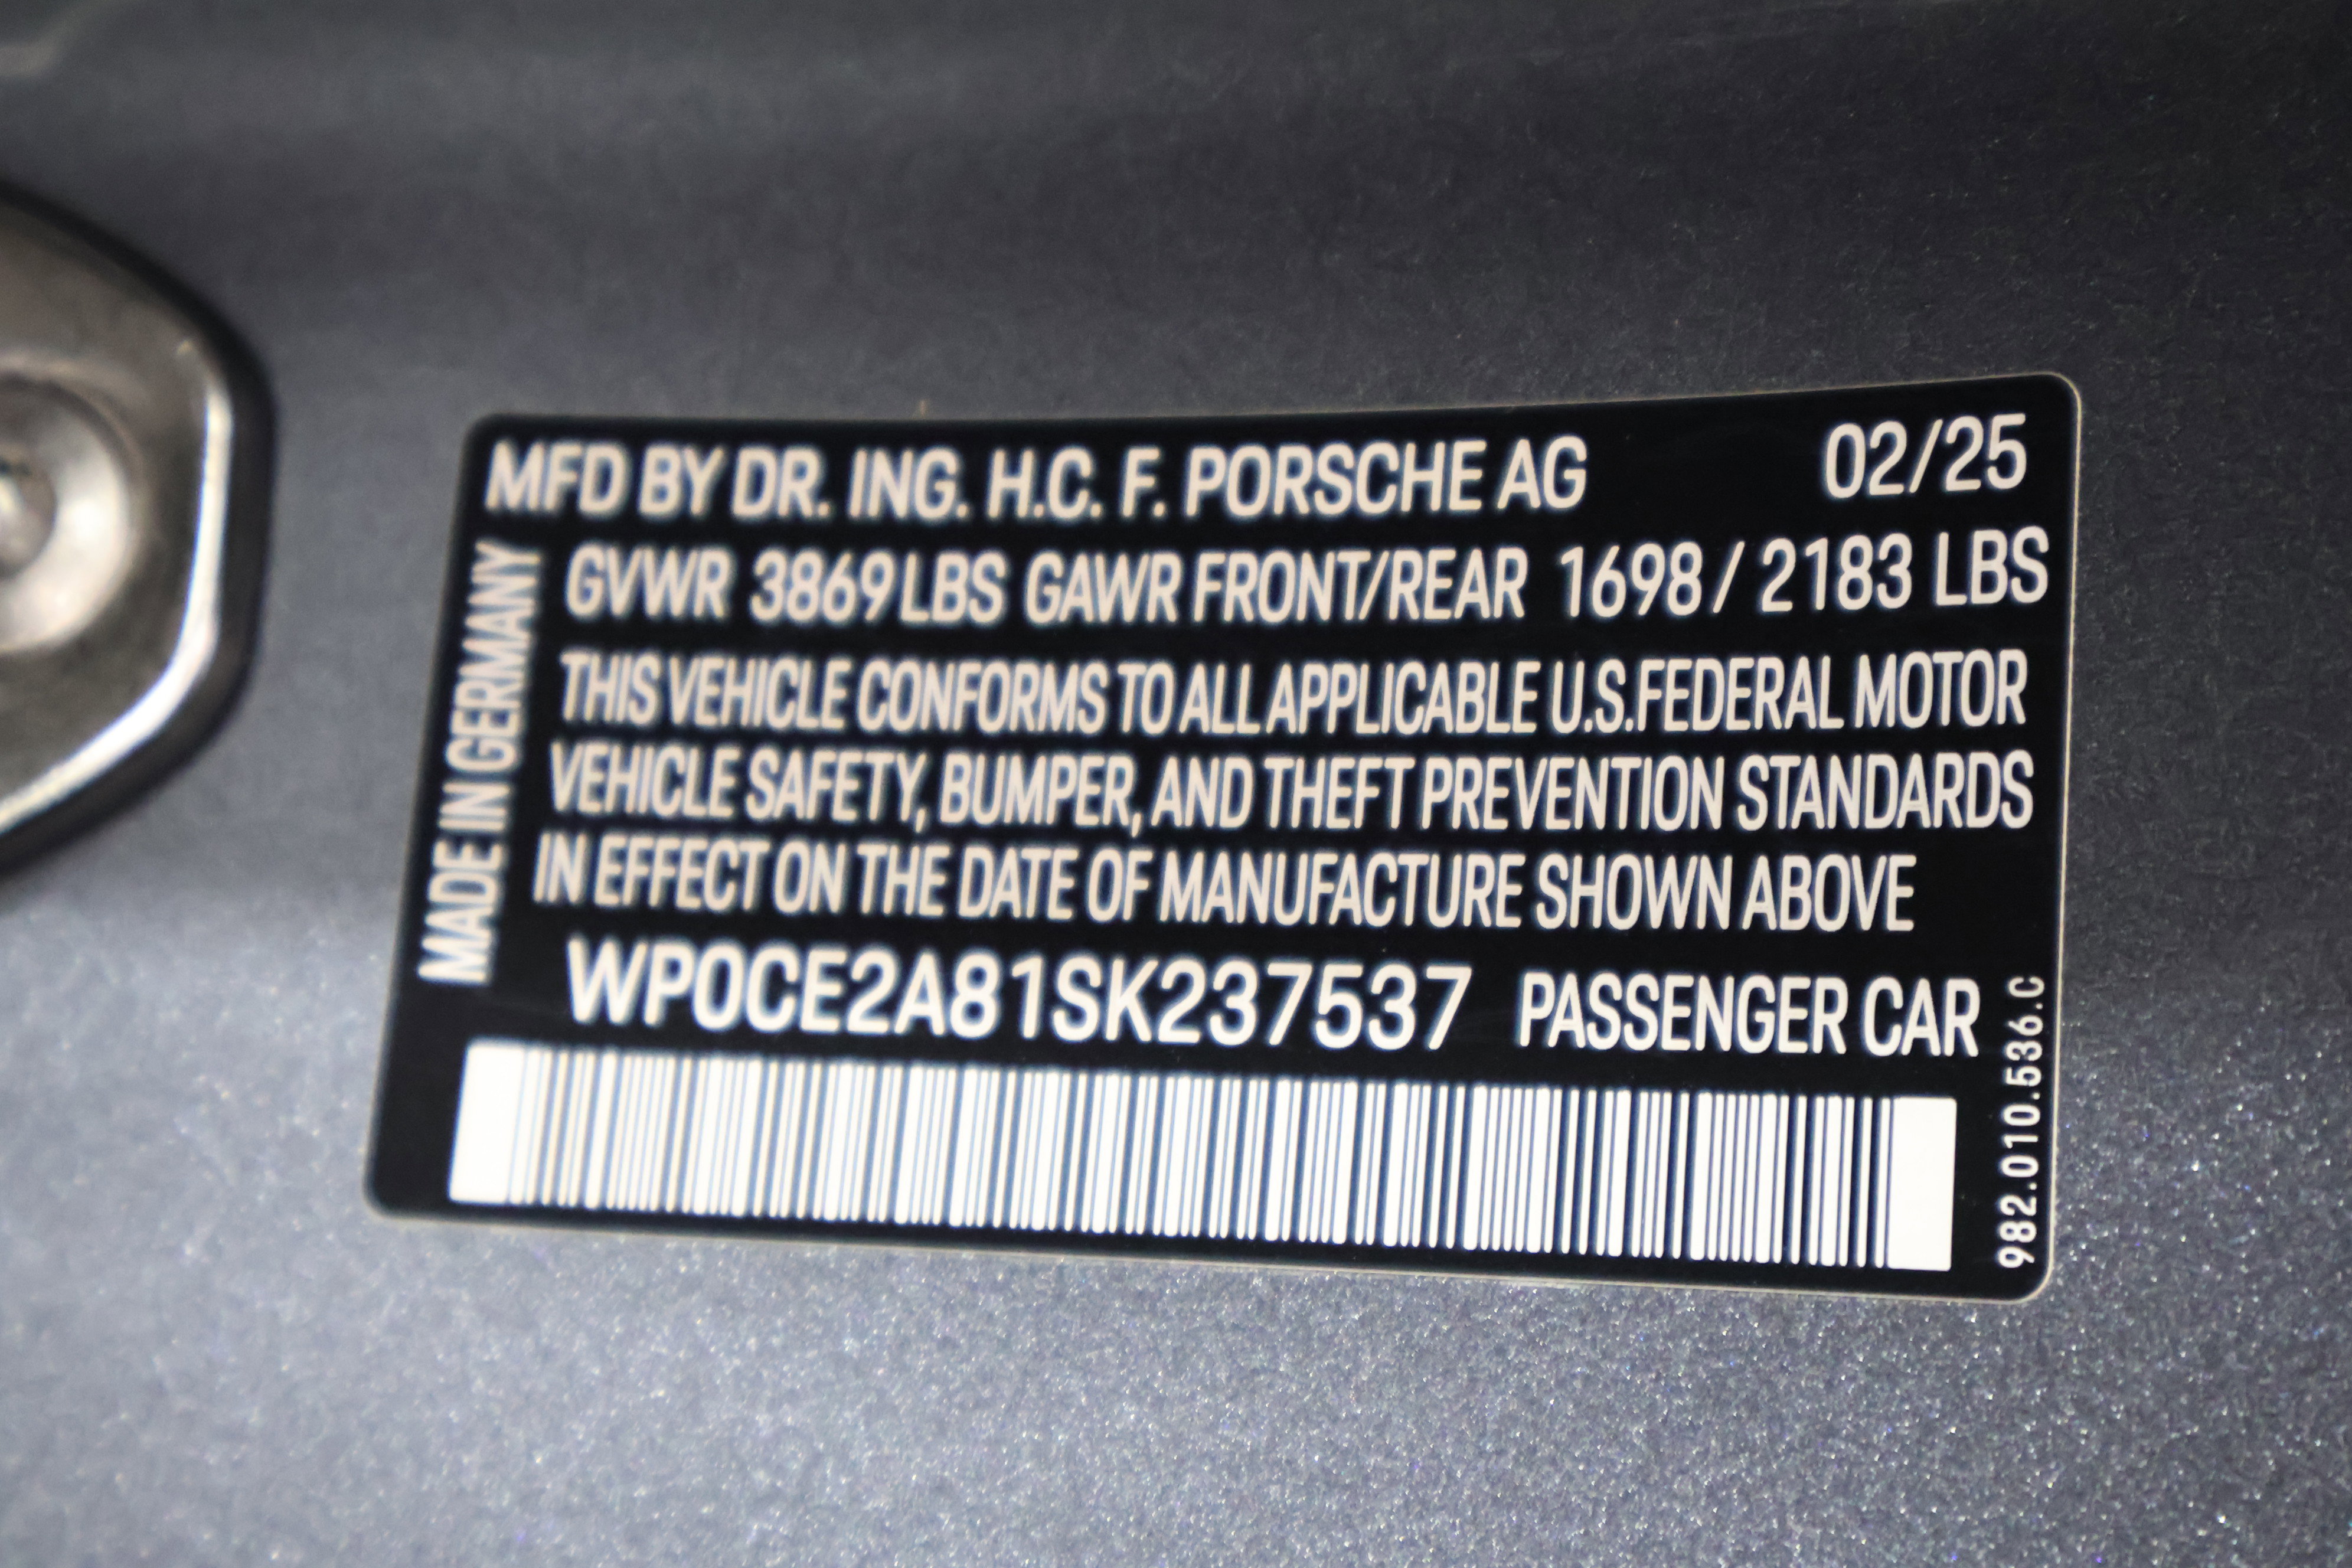 MFD BY DR. ING. H.C. F. PORSCHE AG 02/25
MADE IN GERMANY
GVWR 3869 LBS GAWR FRONT/REAR 1698 / 2183 LBS
THIS VEHICLE CONFORMS TO ALL APPLICABLE U.S.FEDERAL MOTOR
VEHICLE SAFETY, BUMPER, AND THEFT PREVENTION STANDARDS
IN EFFECT ON THE DATE OF MANUFACTURE SHOWN ABOVE
WP0CE2A81SK237537 PASSENGER CAR
982.010.536.C